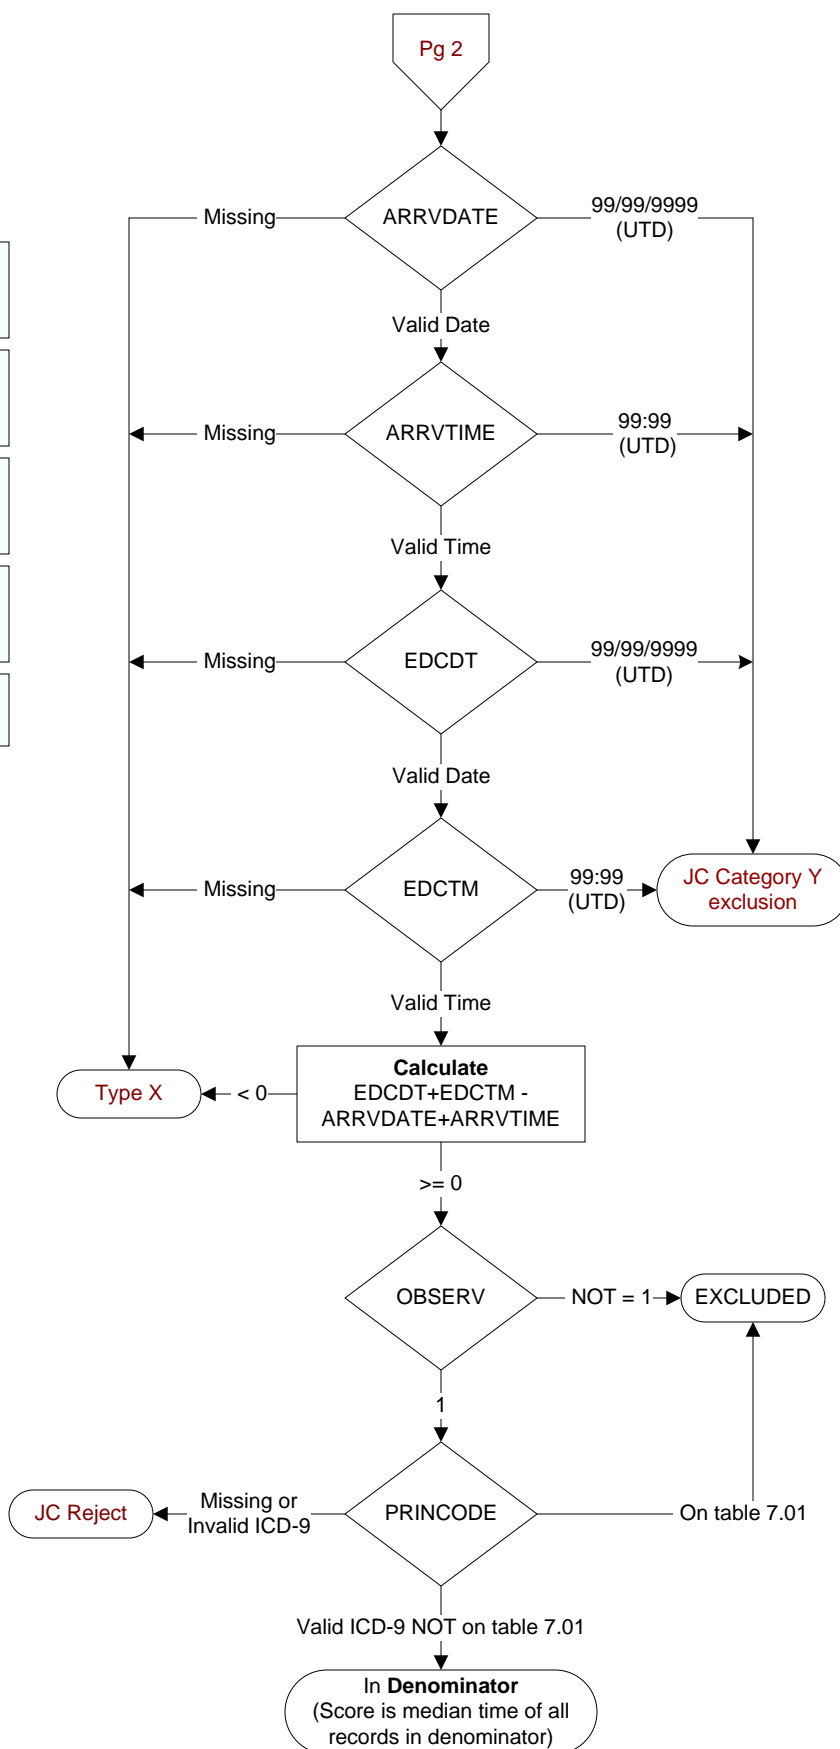 Pg 2
Missing
ARRVDATE
99/99/9999
(UTD)
Valid Date
Missing
ARRVTIME
99:99
(UTD)
Valid Time
Missing
EDCDT
99/99/9999
(UTD)
Valid Date
Missing
EDCTM
99:99
(UTD)
JC Category Y
exclusion
Valid Time
Type X
< 0
Calculate
EDCDT+EDCTM -
ARRVDATE+ARRVTIME
>= 0
OBSERV
NOT = 1
EXCLUDED
1
JC Reject
Missing or
Invalid ICD-9
PRINCODE
On table 7.01
Valid ICD-9 NOT on table 7.01
In Denominator
(Score is median time of all
records in denominator)